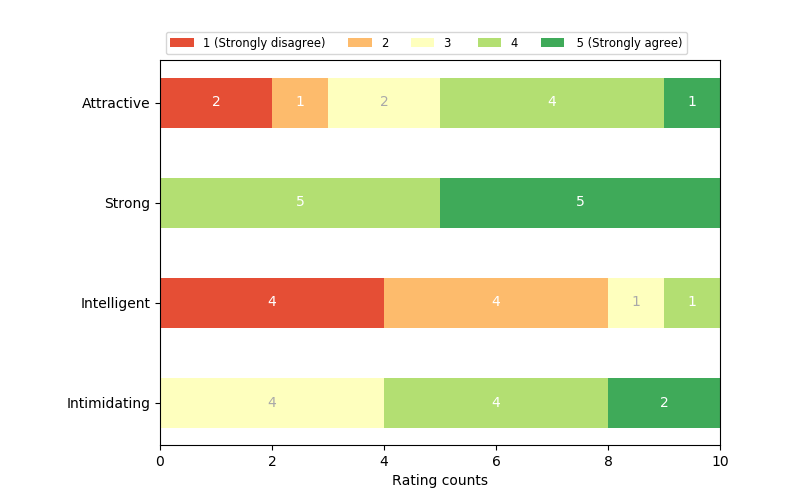 1 (Strongly disagree) 2 3 4 5 (Strongly agree)
Attractive 2 1 2 4 1
Strong 5 5
Intelligent 4 4 1 1
Intimidating 4 4 2
0 2 4 6 8 10
Rating counts